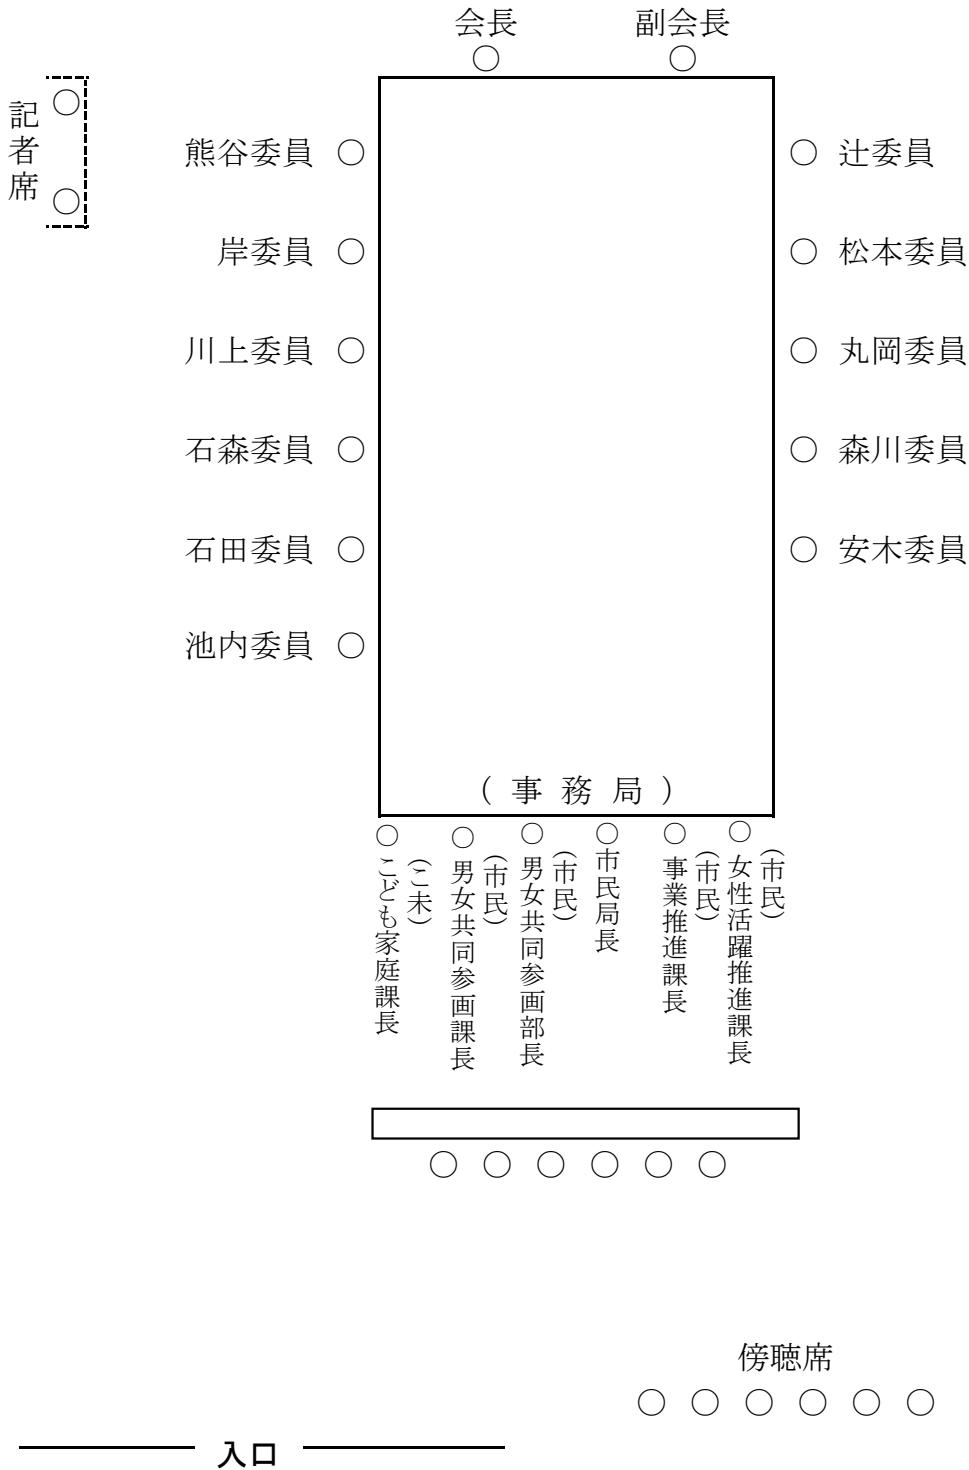 会長
○
副会長
○
記者席
○
○
熊谷委員 ○
○ 辻委員
岸委員 ○
○ 松本委員
川上委員 ○
○ 丸岡委員
石森委員 ○
○ 森川委員
石田委員 ○
○ 安木委員
池内委員 ○
(事務局)
○こども家庭課長
(こ未)
○男女共同参画課長
(市民)
○男女共同参画部長
(市民)
○市民局長
○事業推進課長
(市民)
○女性活躍推進課長
(市民)
○ ○ ○ ○ ○ ○
傍聴席
○ ○ ○ ○ ○ ○
入口